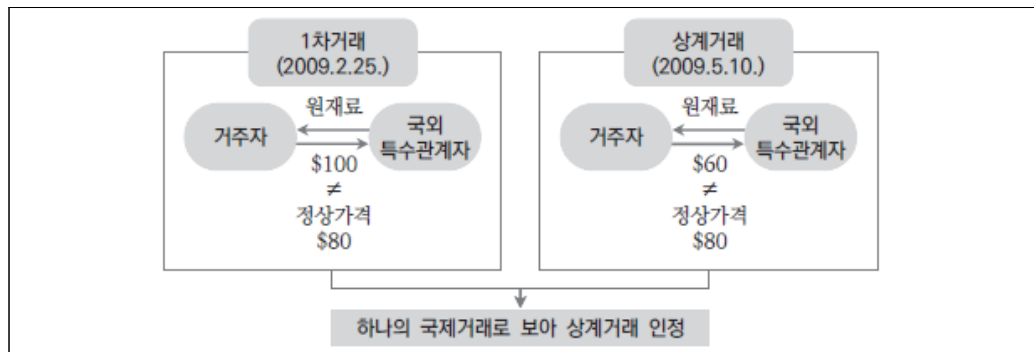 1차거래
(2009.2.25.)
거주자
원재료
국외
특수관계자
$100
≠
정상가격
$80
상계거래
(2009.5.10.)
거주자
원재료
국외
특수관계자
$60
≠
정상가격
$80
하나의 국제거래로 보아 상계거래 인정